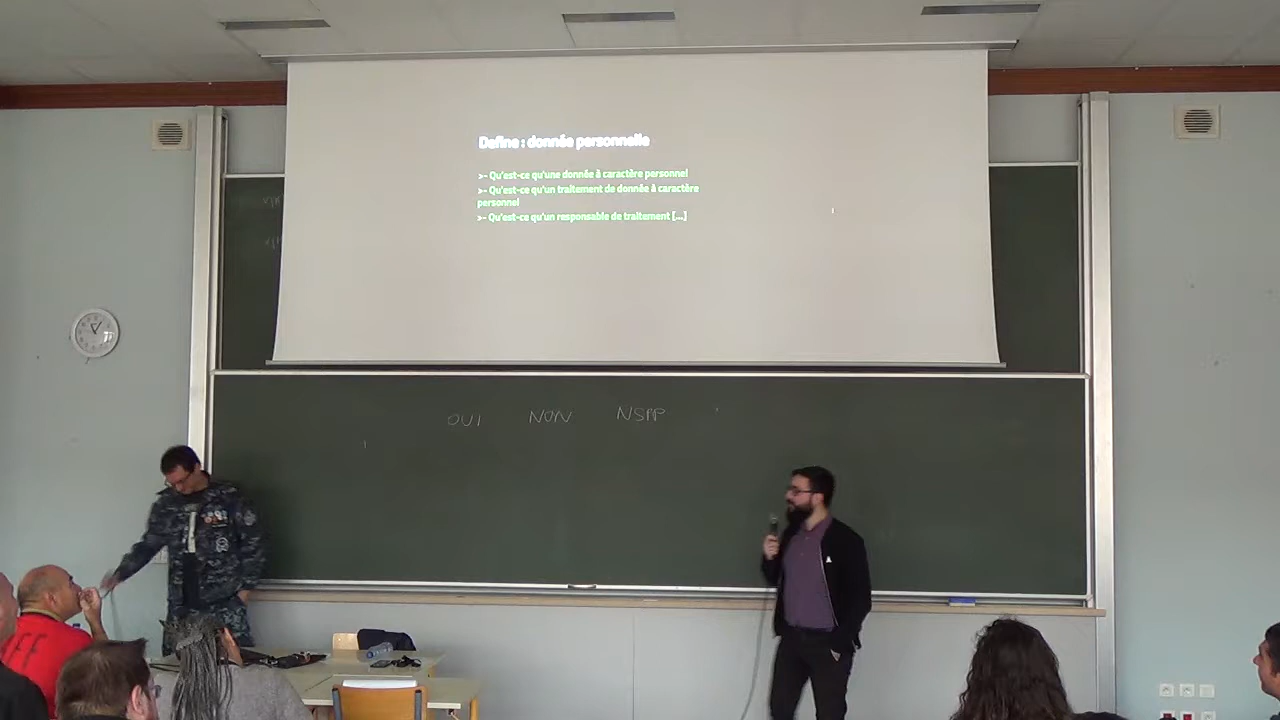 Define : donnée personnelle
>- Qu'est-ce qu'une donnée à caractère personnel
>- Qu'est-ce qu'un traitement de donnée à caractère
personnel
>- Qu'est-ce qu'un responsable de traitement [...]
OUI NON NSPP